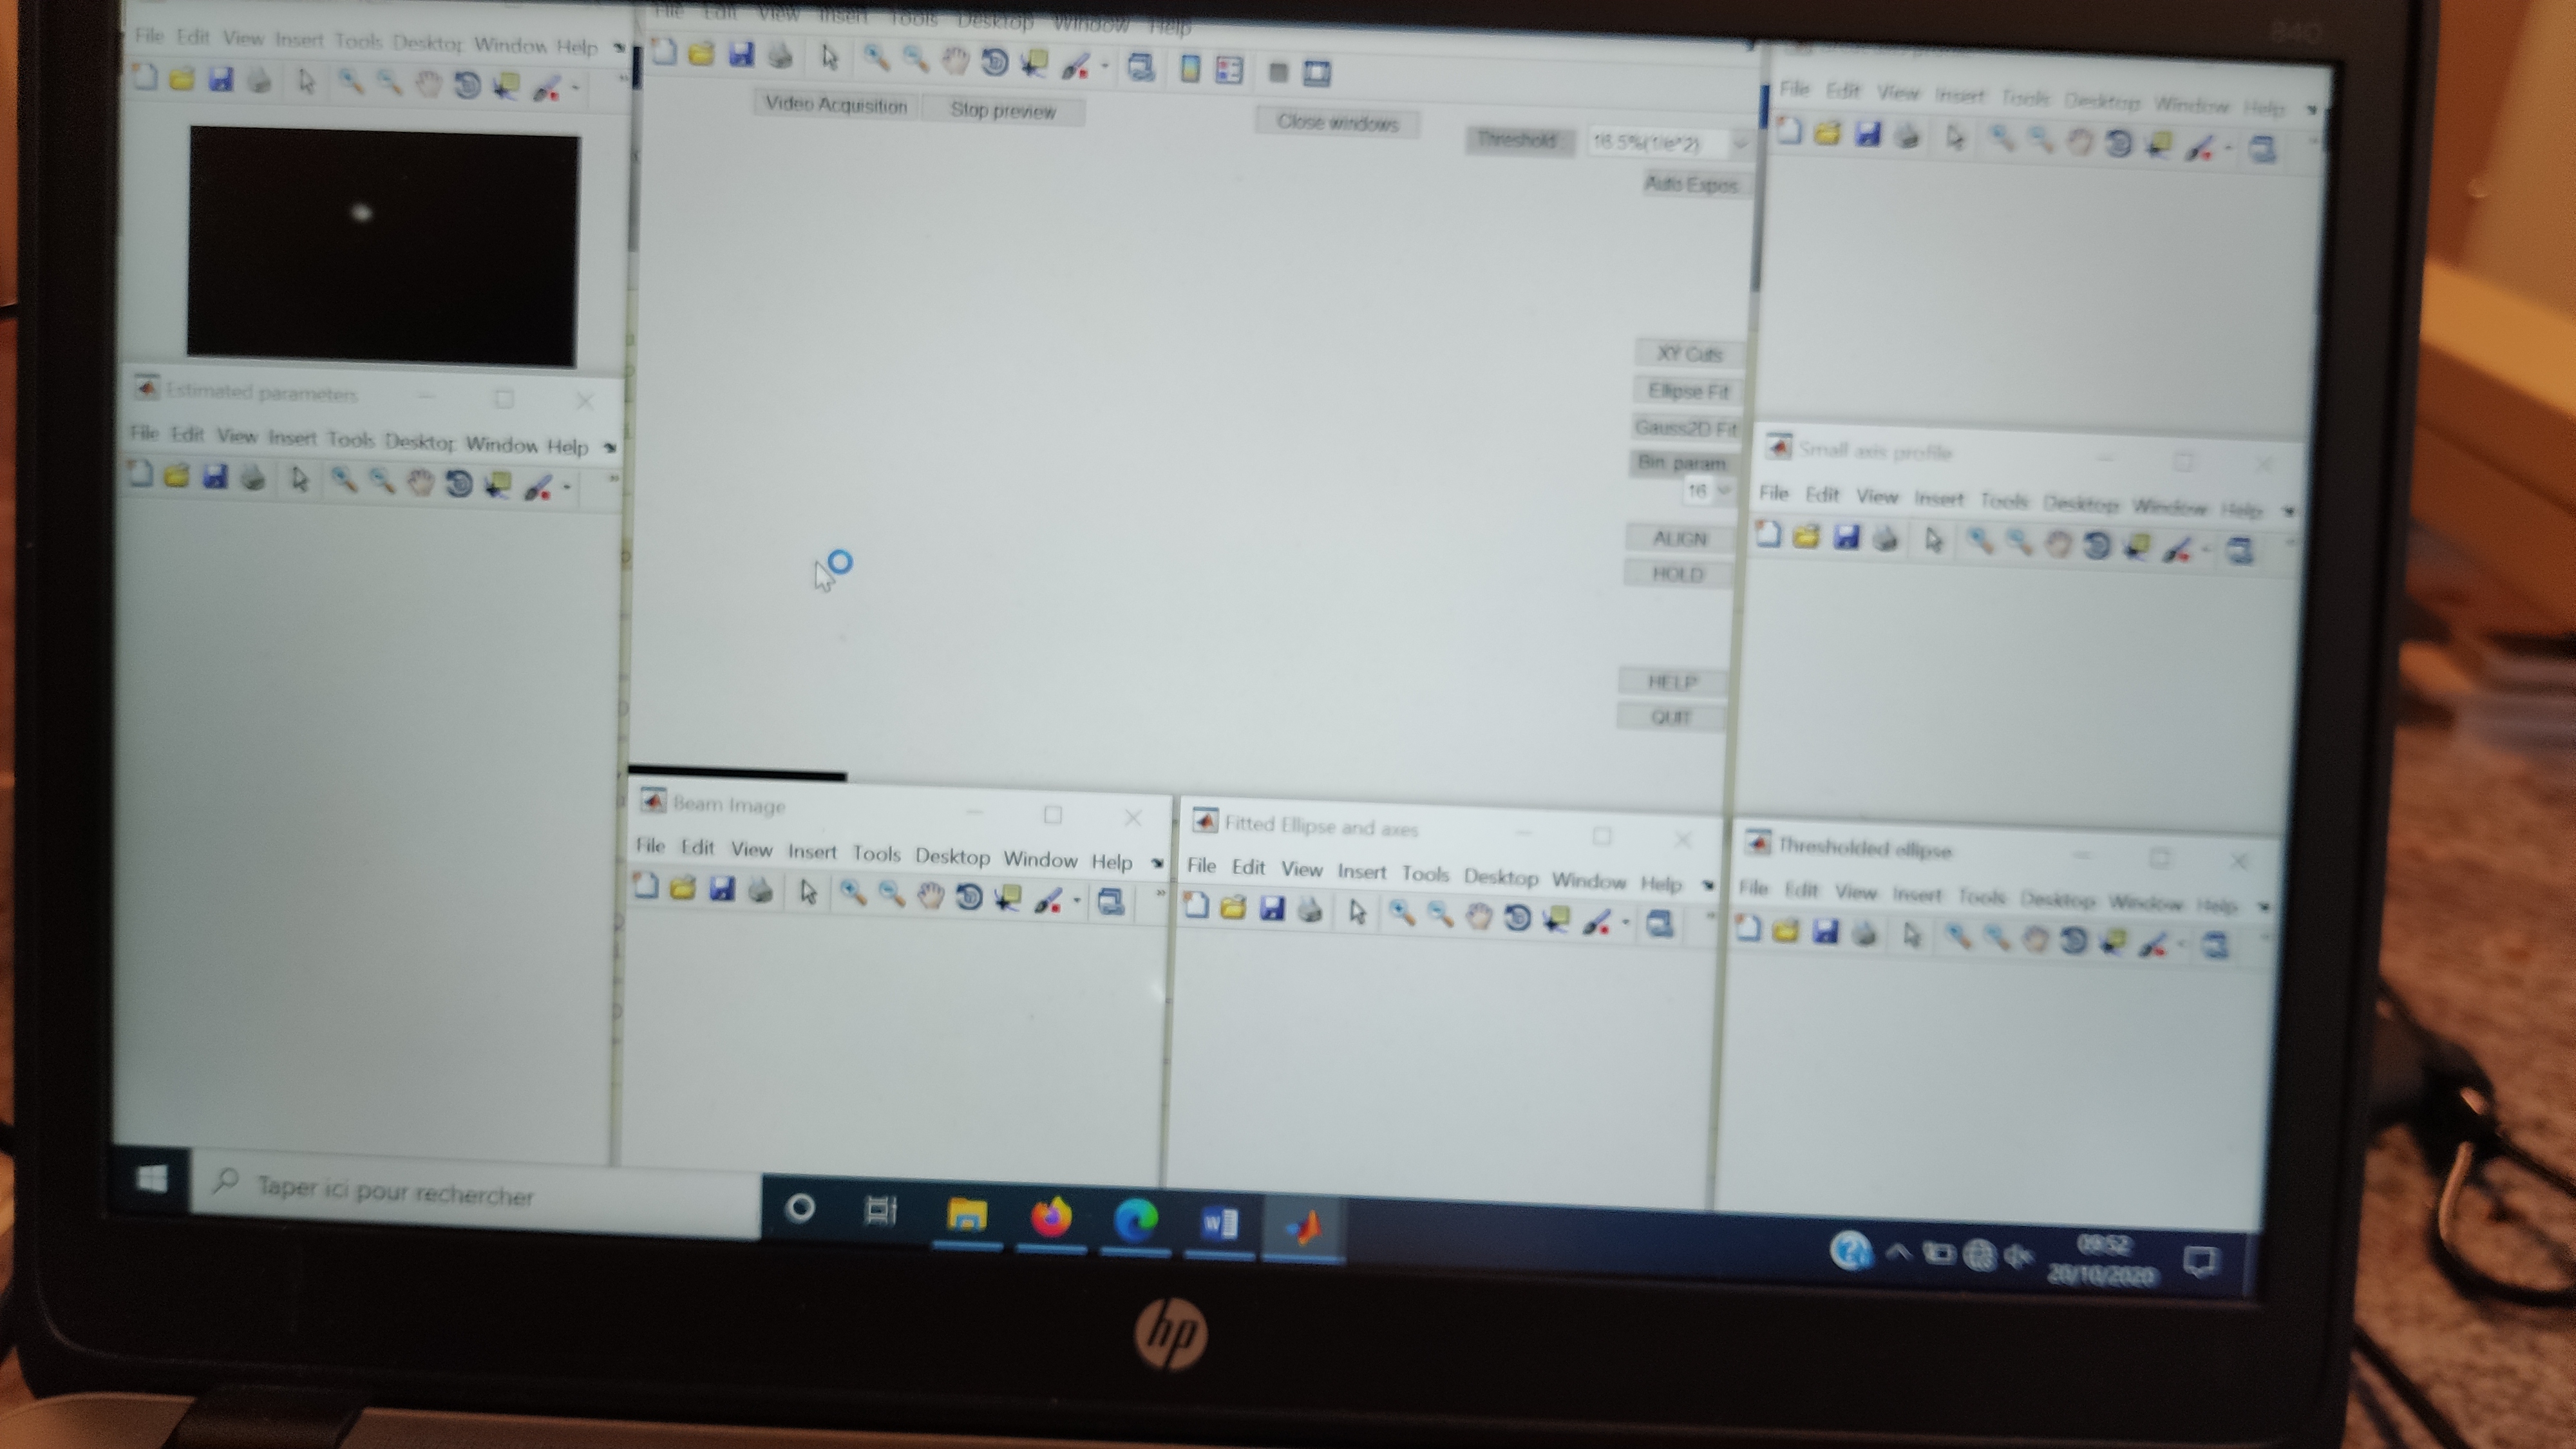 File Edit View Insert Tools Desktop Window Help
840
File Edit View Insert Tools Desktop Window Help
Video Acquisition
Stop preview
Close windows
Threshold
Auto Expos
File Edit View Insert Tools Desktop Window Help
XY Cuts
Ellipse Fit
Gauss2D Fit
Bin. param.
16
ALIGN
HOLD
HELP
QUIT
Estimated parameters
File Edit View Insert Tools Desktop Window Help
Small axis profile
File Edit View Insert Tools Desktop Window Help
Beam Image
File Edit View Insert Tools Desktop Window Help
Fitted Ellipse and axes
File Edit View Insert Tools Desktop Window Help
Thresholded ellipse
File Edit View Insert Tools Desktop Window Help
Taper ici pour rechercher
09:52
20/10/2020
hp